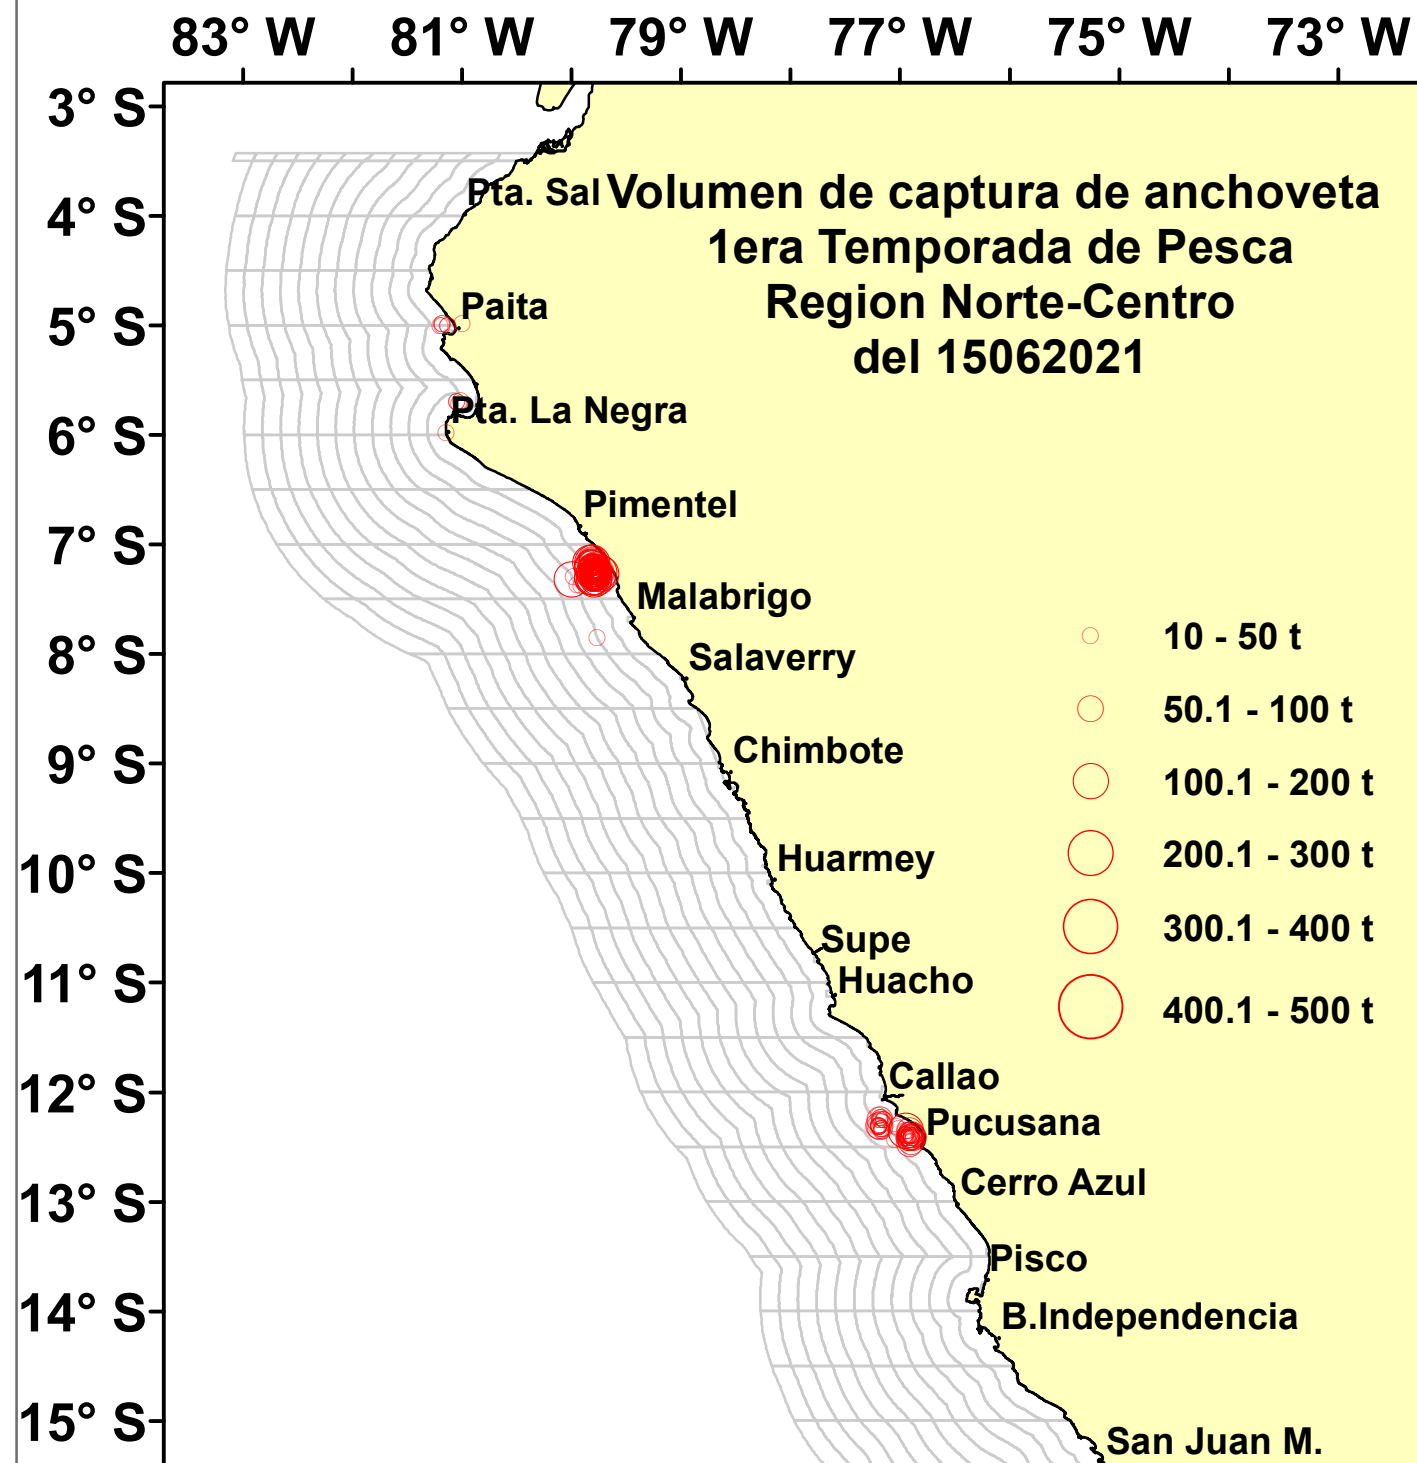 83° W 81° W 79° W 77° W 75° W 73° W
3° S
4° S
5° S
6° S
7° S
8° S
9° S
10° S
11° S
12° S
13° S
14° S
15° S
Volumen de captura de anchoveta
1era Temporada de Pesca
Region Norte-Centro
del 15062021
Pta. Sal
Paita
Pta. La Negra
Pimentel
Malabrigo
Salaverry
Chimbote
Huarmey
Supe
Huacho
Callao
Pucusana
Cerro Azul
Pisco
B.Independencia
San Juan M.
10 - 50 t
50.1 - 100 t
100.1 - 200 t
200.1 - 300 t
300.1 - 400 t
400.1 - 500 t